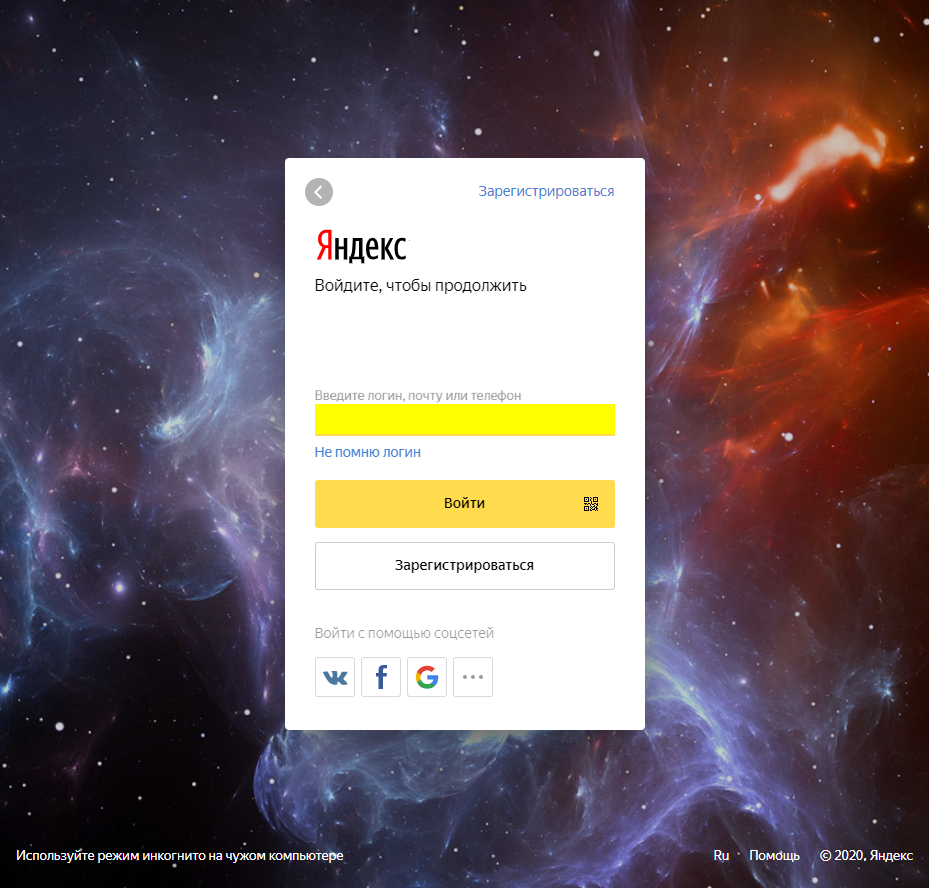 Зарегистрироваться
Яндекс
Войдите, чтобы продолжить
Введите логин, почту или телефон
Не помню логин
Войти
Зарегистрироваться
Войти с помощью соцсетей
Используйте режим инкогнито на чужом компьютере
Ru · Помощь © 2020, Яндекс